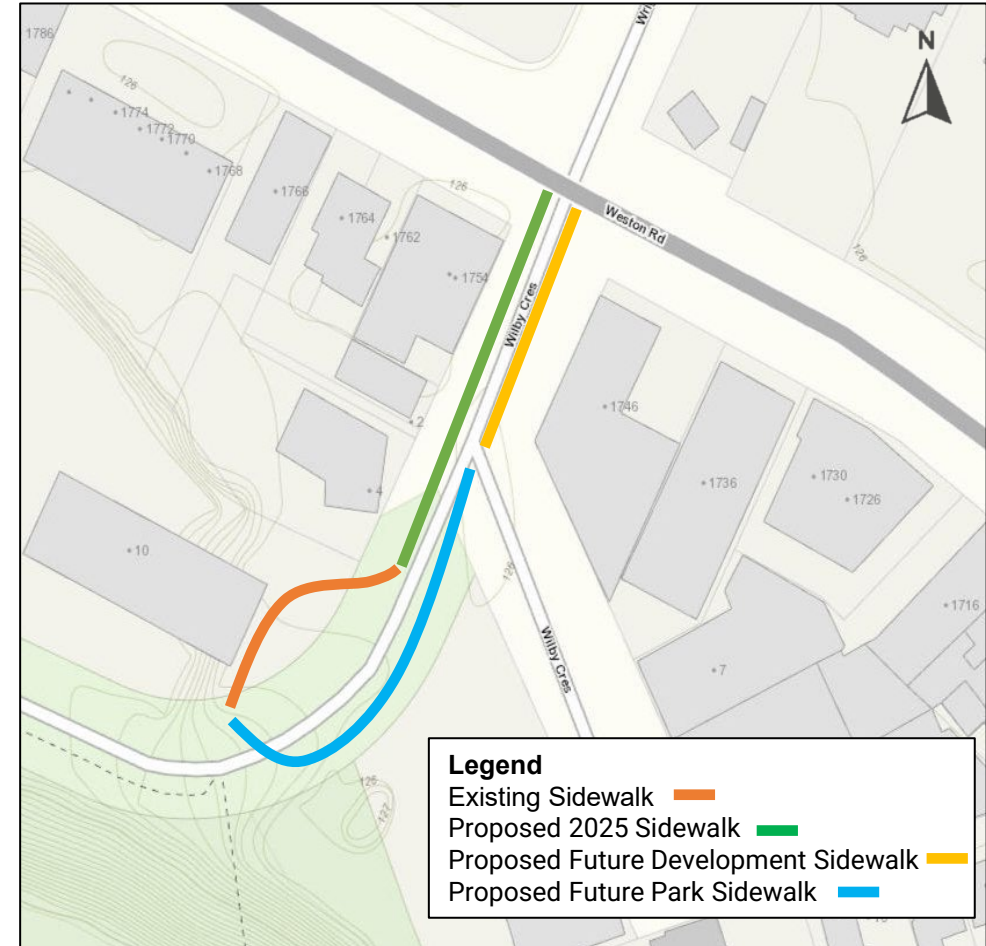 Wri
N
1786
126
1774
1772
1770
1768
1766
1764
126
1762
1754
Weston Rd
126
Wilby Cres
2
1746
4
1736
1730
1726
10
126
1716
Wilby Cres
7
126
127
Legend
Existing Sidewalk
Proposed 2025 Sidewalk
Proposed Future Development Sidewalk
Proposed Future Park Sidewalk